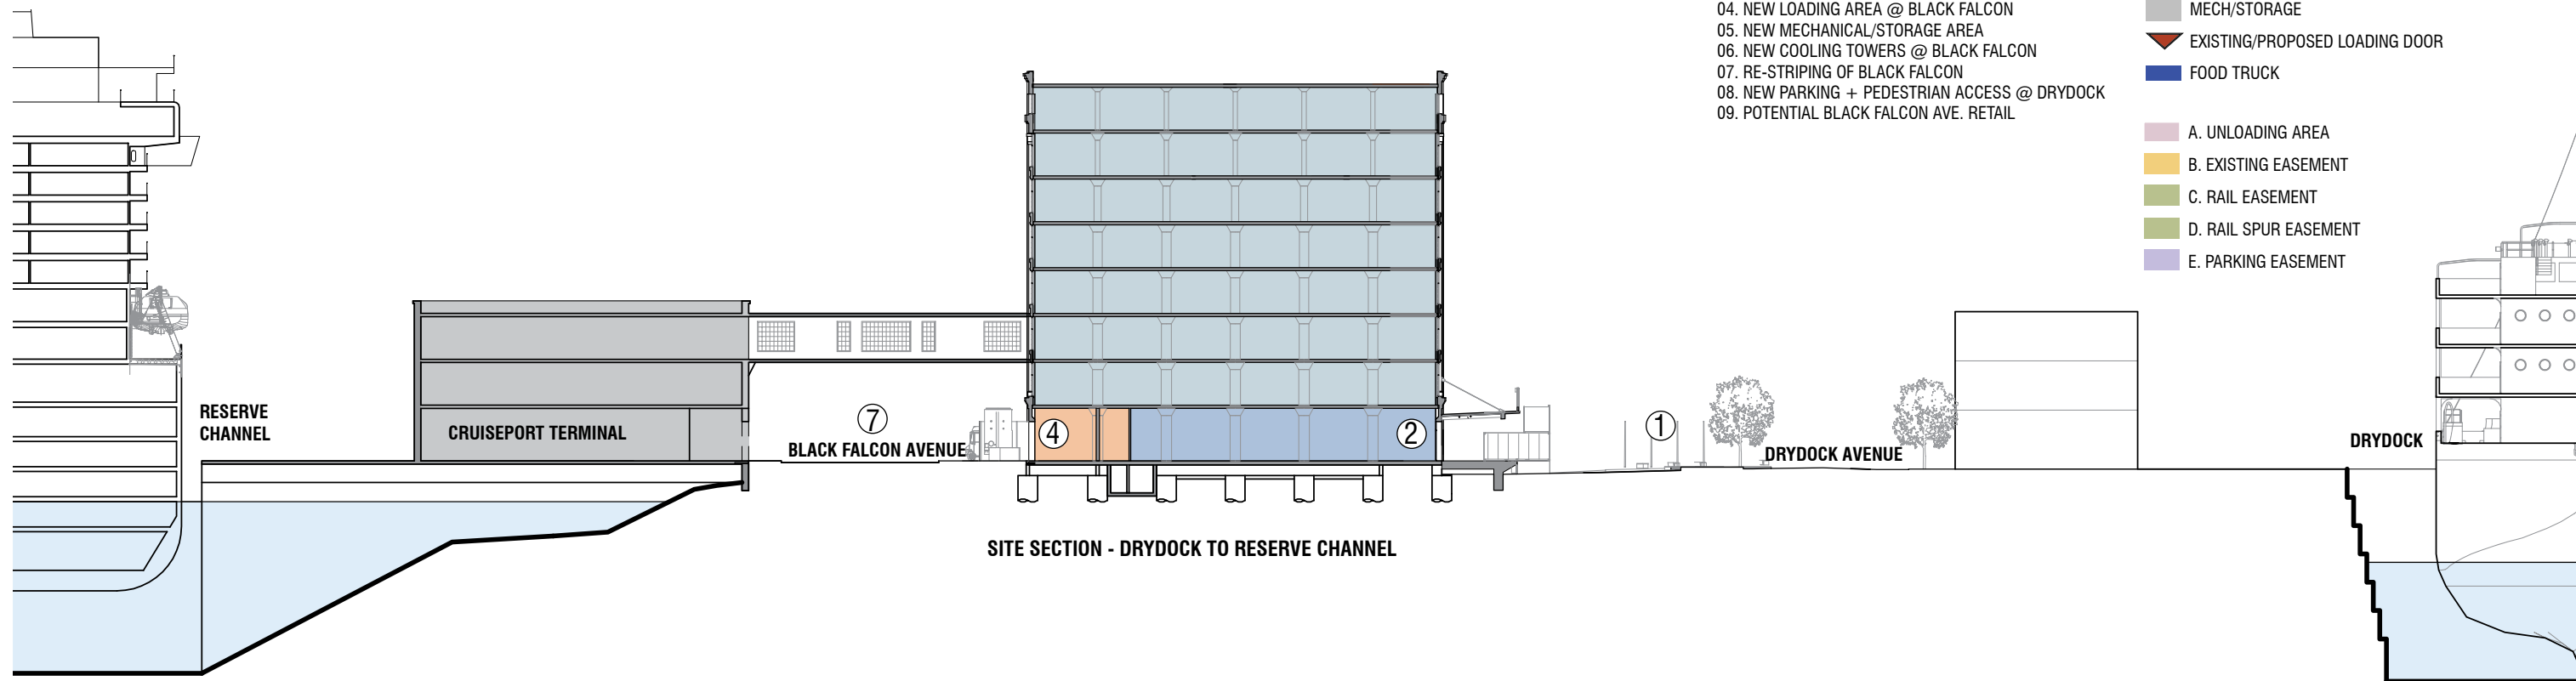 04. NEW LOADING AREA @ BLACK FALCON
05. NEW MECHANICAL/STORAGE AREA
06. NEW COOLING TOWERS @ BLACK FALCON
07. RE-STRIPING OF BLACK FALCON
08. NEW PARKING + PEDESTRIAN ACCESS @ DRYDOCK
09. POTENTIAL BLACK FALCON AVE. RETAIL
MECH/STORAGE
EXISTING/PROPOSED LOADING DOOR
FOOD TRUCK
A. UNLOADING AREA
B. EXISTING EASEMENT
C. RAIL EASEMENT
D. RAIL SPUR EASEMENT
E. PARKING EASEMENT
RESERVE
CHANNEL
CRUISEPORT TERMINAL
7
BLACK FALCON AVENUE
4
2
1
DRYDOCK AVENUE
DRYDOCK
SITE SECTION - DRYDOCK TO RESERVE CHANNEL